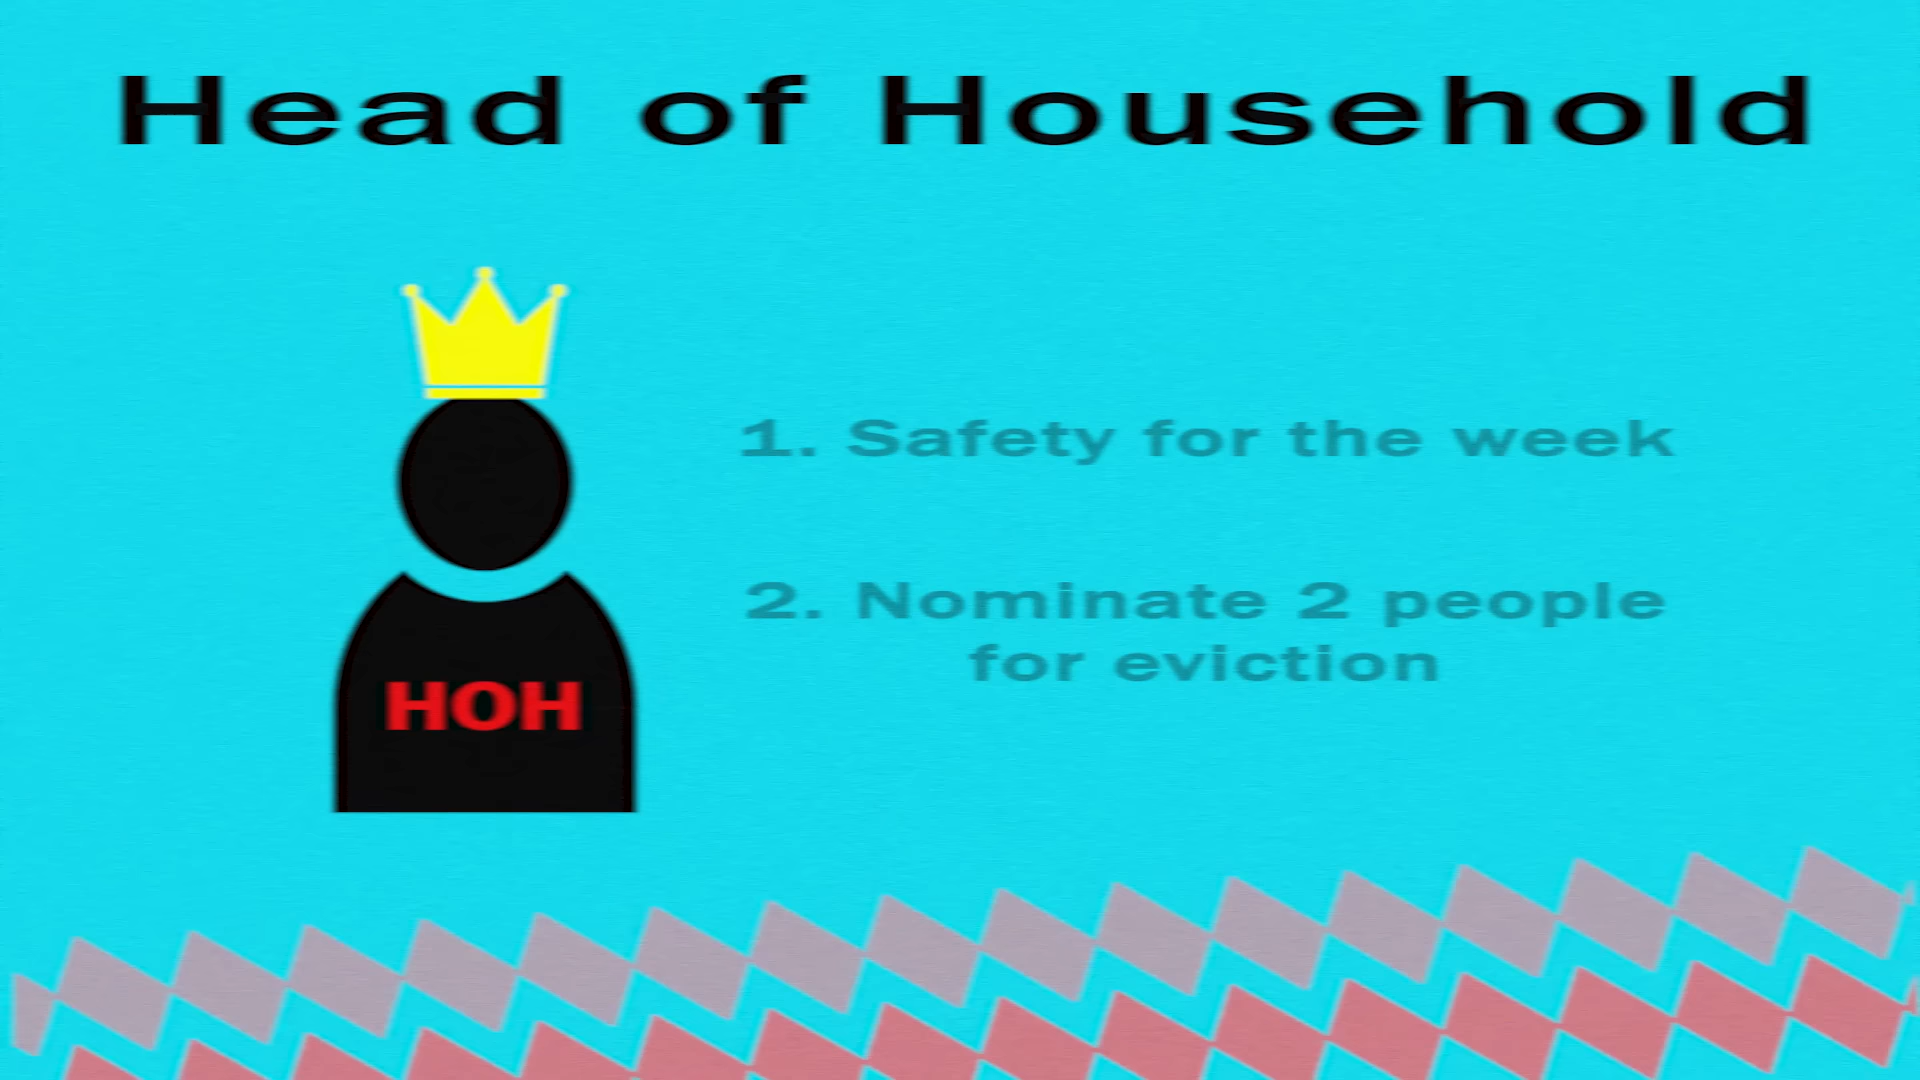 Head of Household
1. Safety for the week
2. Nominate 2 people
for eviction
HOH